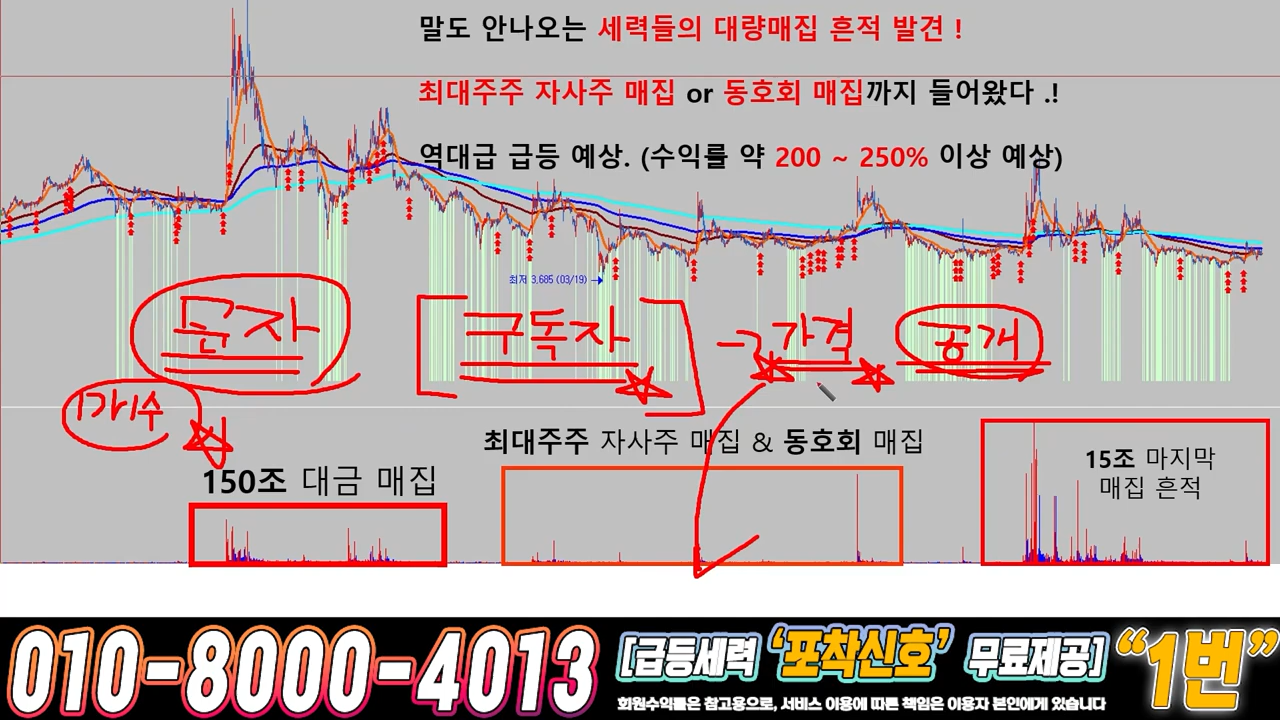 말도 안나오는 세력들의 대량매집 흔적 발견 !
최대주주 자사주 매집 or 동호회 매집까지 들어왔다 .!
역대급 급등 예상. (수익률 약 200 ~ 250% 이상 예상)
최저 3,685 (03/19)
문자
구독자
가격
공개
최대주주 자사주 매집 & 동호회 매집
150조 대금 매집
15조 마지막
매집 흔적
010-8000-4013
[급등세력 ‘포착신호’ 무료제공] “1번”
회원수익률은 참고용으로, 서비스 이용에 따른 책임은 이용자 본인에게 있습니다